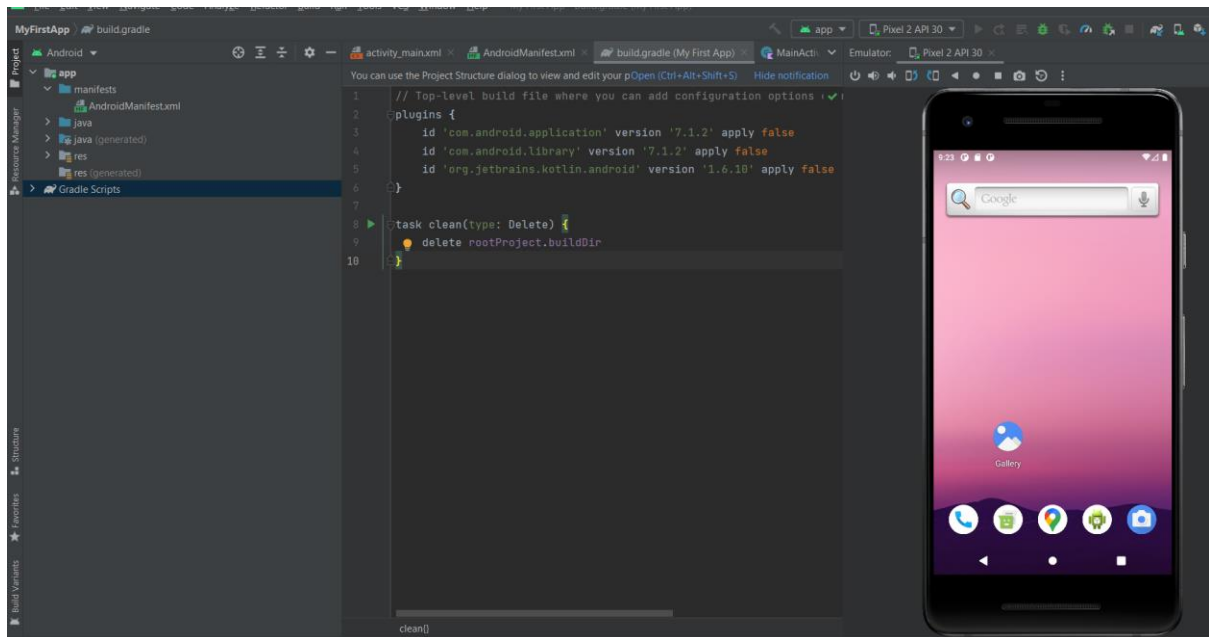 MyFirstApp build.gradle
app
Pixel 2 API 30
Android
activity_main.xml
AndroidManifest.xml
build.gradle (My First App)
MainActi
Emulator:
Pixel 2 API 30
You can use the Project Structure dialog to view and edit your p
Open (Ctrl+Alt+Shift+S)
Hide notification
Project
Resource Manager
Structure
Favorites
Build Variants
app
manifests
AndroidManifest.xml
java
java (generated)
res
res (generated)
Gradle Scripts
1 // Top-level build file where you can add configuration options
2 plugins {
3 id 'com.android.application' version '7.1.2' apply false
4 id 'com.android.library' version '7.1.2' apply false
5 id 'org.jetbrains.kotlin.android' version '1.6.10' apply false
6 }
7
8 task clean(type: Delete) {
9 delete rootProject.buildDir
10 }
clean()
9:23
Google
Gallery